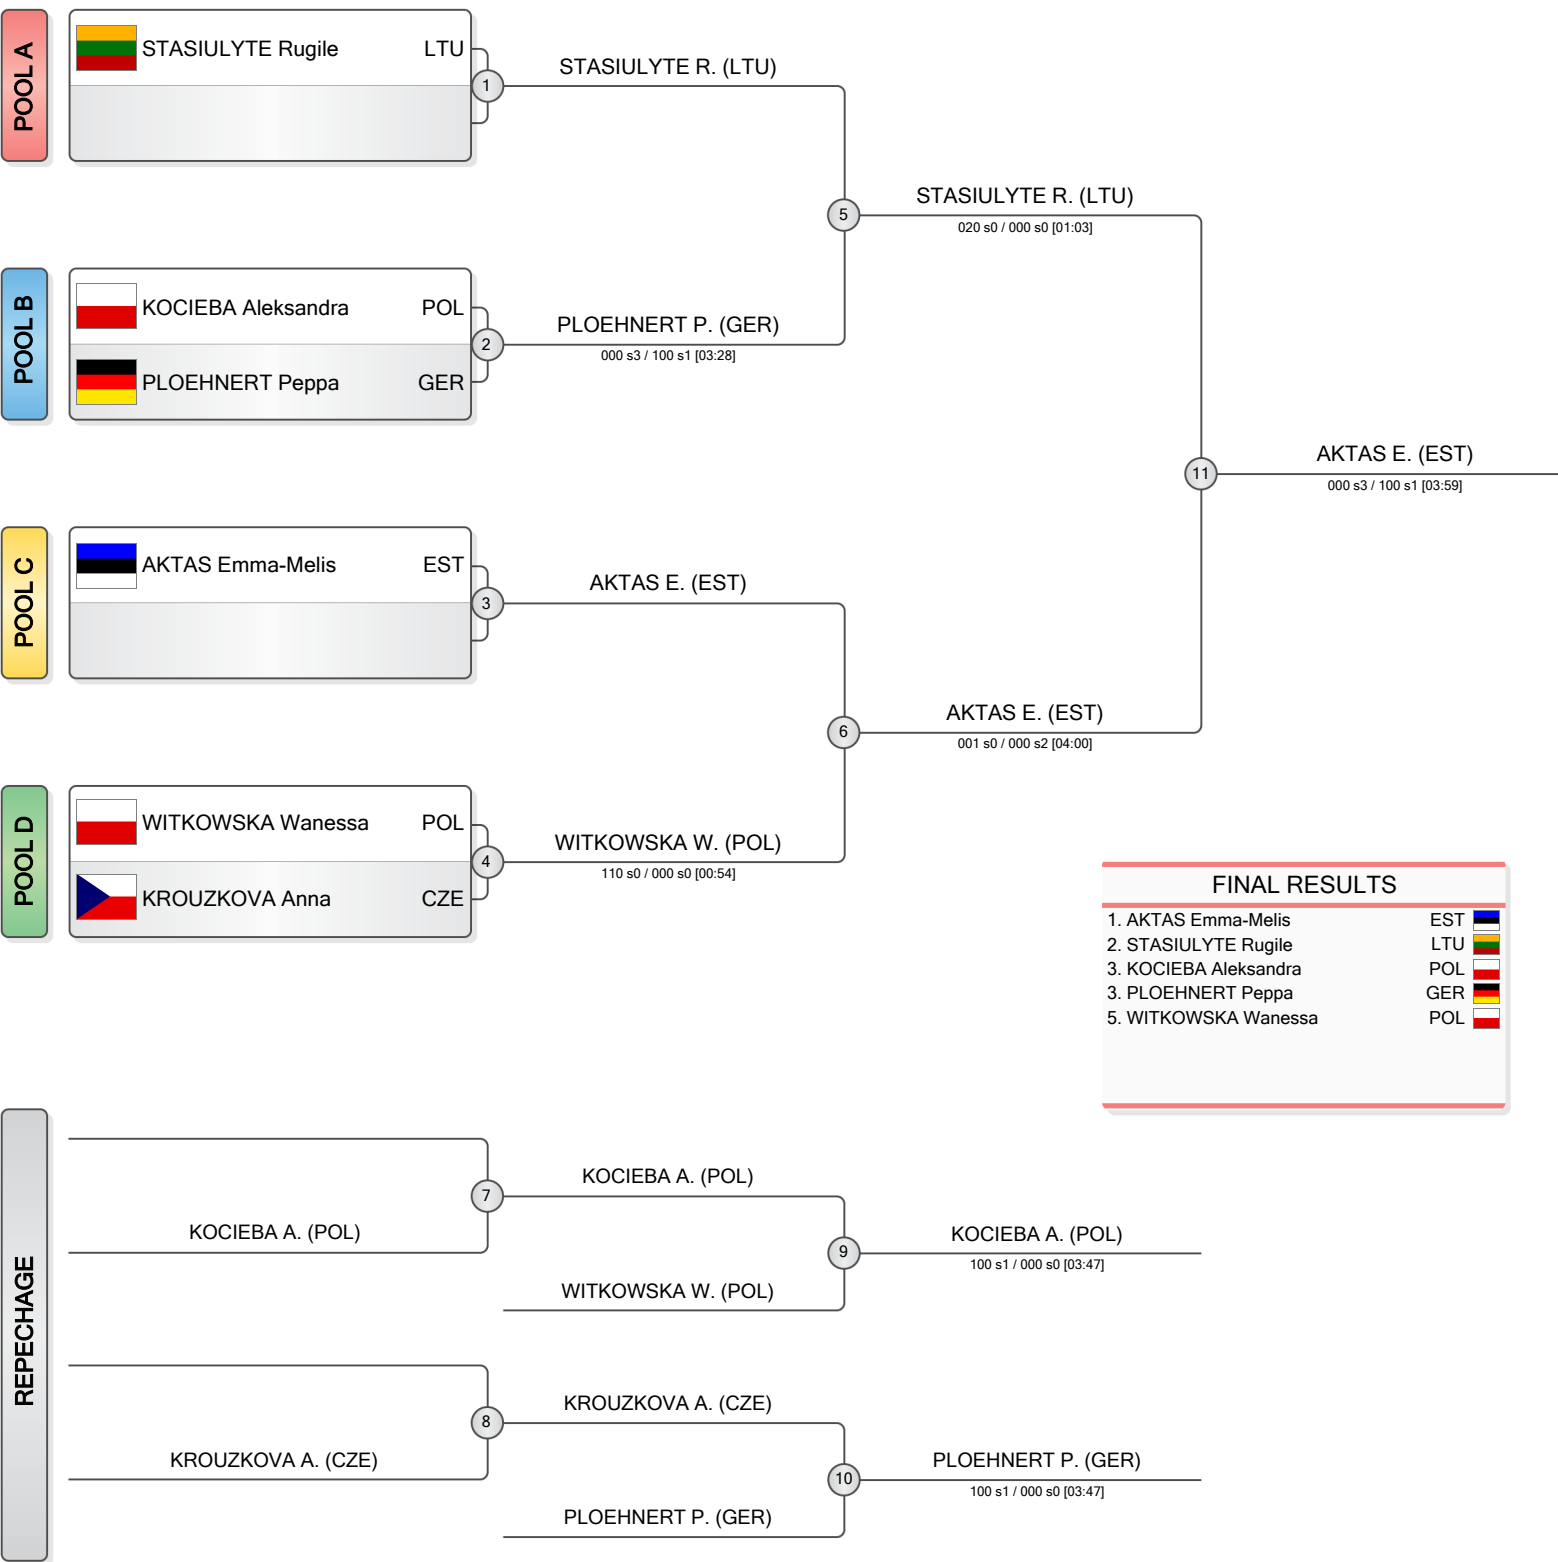 POOL A
STASIULYTE Rugile LTU
1
STASIULYTE R. (LTU)
5
STASIULYTE R. (LTU)
020 s0 / 000 s0 [01:03]
POOL B
KOCIEBA Aleksandra POL
2
PLOEHNERT P. (GER)
000 s3 / 100 s1 [03:28]
PLOEHNERT Peppa GER
11
AKTAS E. (EST)
000 s3 / 100 s1 [03:59]
POOL C
AKTAS Emma-Melis EST
3
AKTAS E. (EST)
6
AKTAS E. (EST)
001 s0 / 000 s2 [04:00]
POOL D
WITKOWSKA Wanessa POL
4
WITKOWSKA W. (POL)
110 s0 / 000 s0 [00:54]
KROUZKOVA Anna CZE
FINAL RESULTS
1. AKTAS Emma-Melis EST
2. STASIULYTE Rugile LTU
3. KOCIEBA Aleksandra POL
3. PLOEHNERT Peppa GER
5. WITKOWSKA Wanessa POL
REPECHAGE
7
KOCIEBA A. (POL)
KOCIEBA A. (POL)
9
KOCIEBA A. (POL)
100 s1 / 000 s0 [03:47]
WITKOWSKA W. (POL)
8
KROUZKOVA A. (CZE)
KROUZKOVA A. (CZE)
10
PLOEHNERT P. (GER)
100 s1 / 000 s0 [03:47]
PLOEHNERT P. (GER)